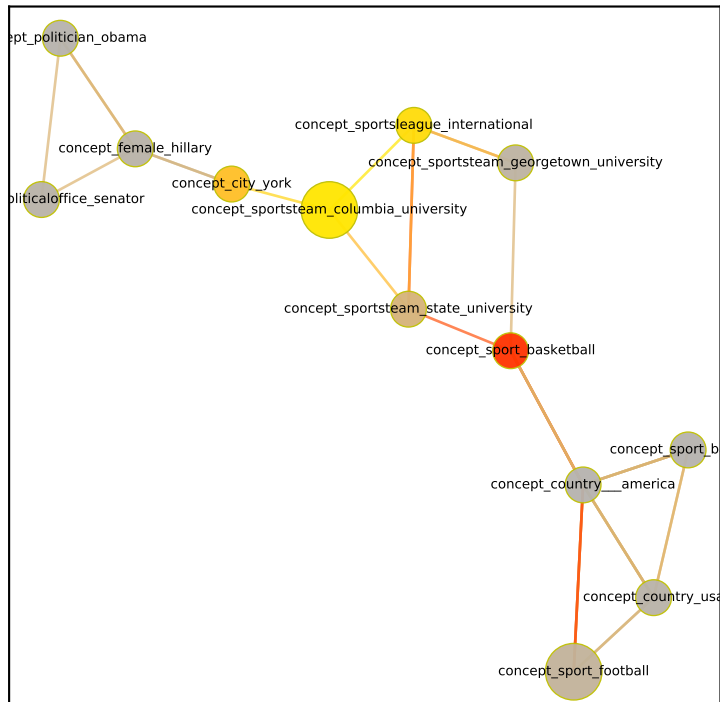 ept_politician_obama
concept_sportsleague_international
concept_female_hillary
concept_sportsteam_georgetown_university
concept_city_york
oliticaloffice_senator
concept_sportsteam_columbia_university
concept_sportsteam_state_university
concept_sport_basketball
concept_sport_b
concept_country___america
concept_country_usa
concept_sport_football